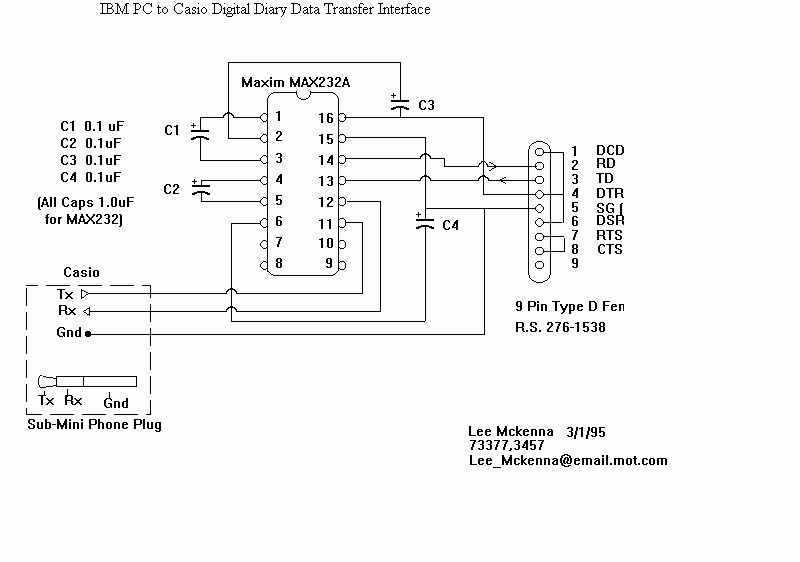 IBM PC to Casio Digital Diary Data Transfer Interface
Maxim MAX232A
C1 0.1 uF
C2 0.1uF
C3 0.1uF
C4 0.1uF
(All Caps 1.0uF
for MAX232)
C1
C2
C3
C4
+
+
+
+
1
2
3
4
5
6
7
8
16
15
14
13
12
11
10
9
1 DCD
2 RD
3 TD
4 DTR
5 SG
6 DSR
7 RTS
8 CTS
9
9 Pin Type D Fen
R.S. 276-1538
Casio
Tx
Rx
Gnd
Tx Rx Gnd
Sub-Mini Phone Plug
Lee Mckenna 3/1/95
73377,3457
Lee_Mckenna@email.mot.com